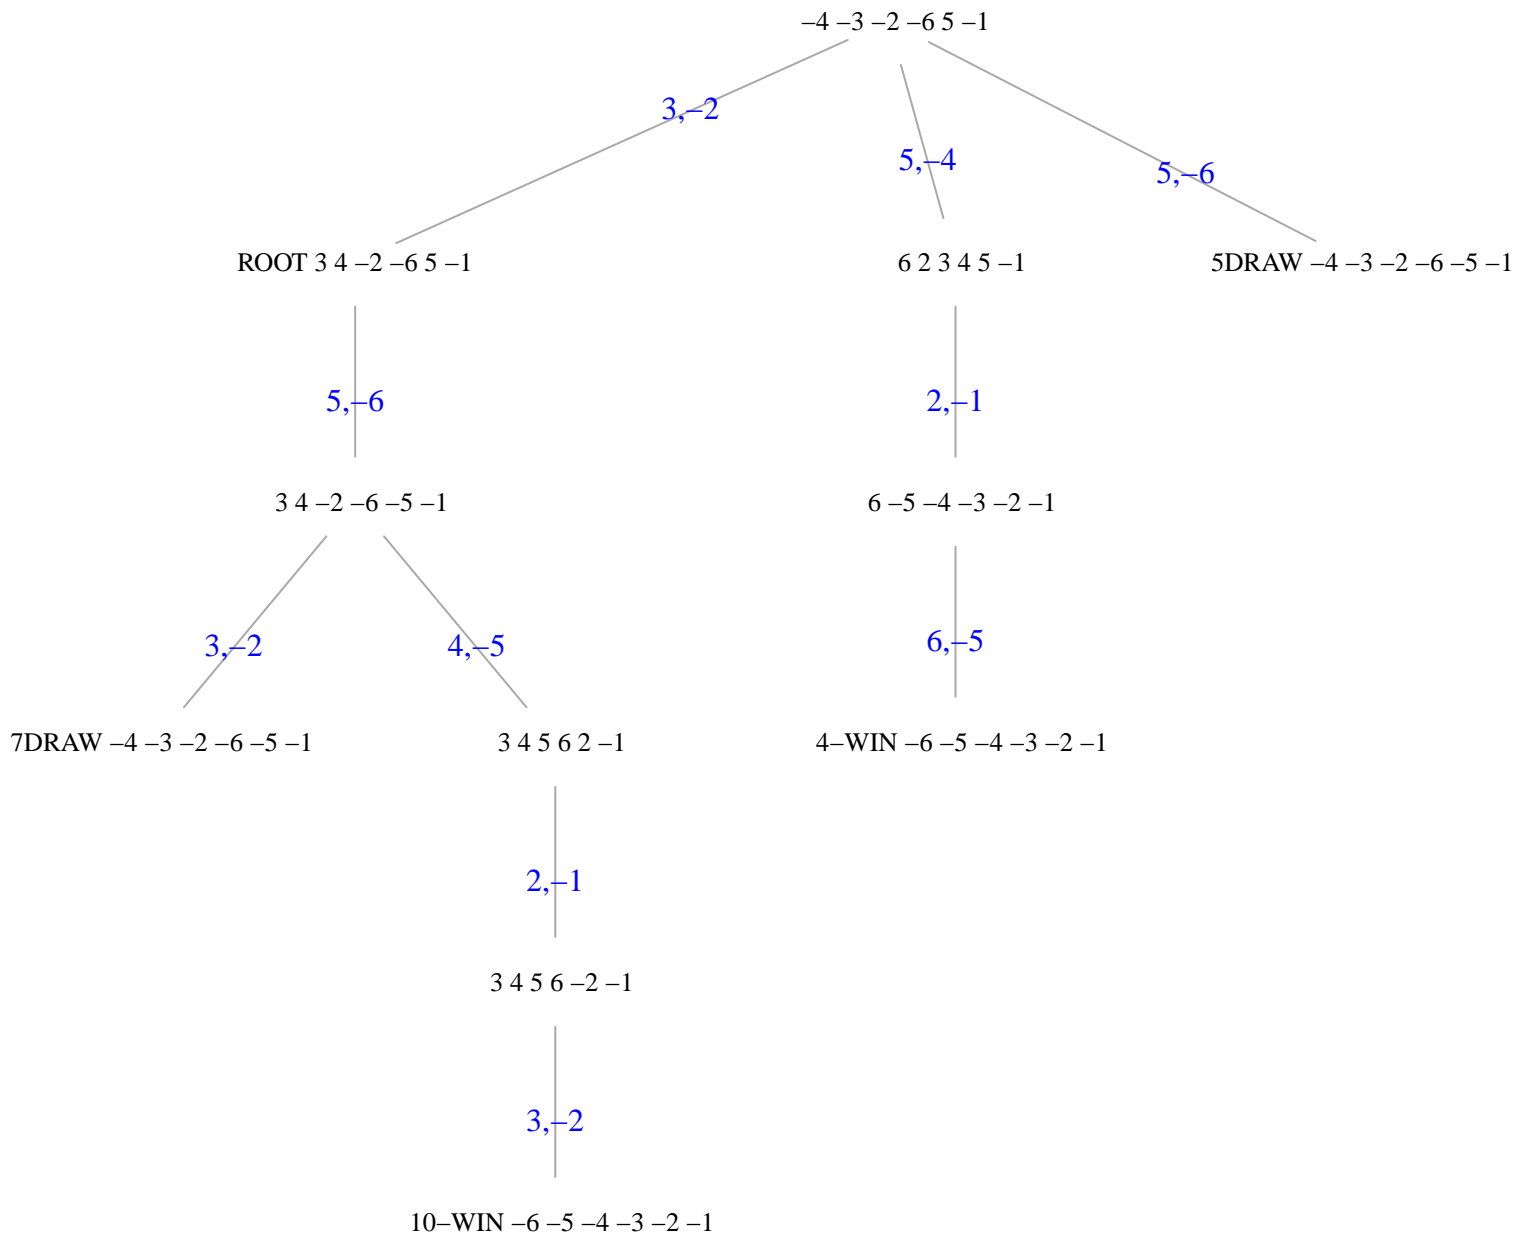 –4 –3 –2 –6 5 –1
3,–2
5,–4
5,–6
ROOT 3 4 –2 –6 5 –1
6 2 3 4 5 –1
5DRAW –4 –3 –2 –6 –5 –1
5,–6
2,–1
3 4 –2 –6 –5 –1
6 –5 –4 –3 –2 –1
3,–2
4,–5
6,–5
7DRAW –4 –3 –2 –6 –5 –1
3 4 5 6 2 –1
4–WIN –6 –5 –4 –3 –2 –1
2,–1
3 4 5 6 –2 –1
3,–2
10–WIN –6 –5 –4 –3 –2 –1